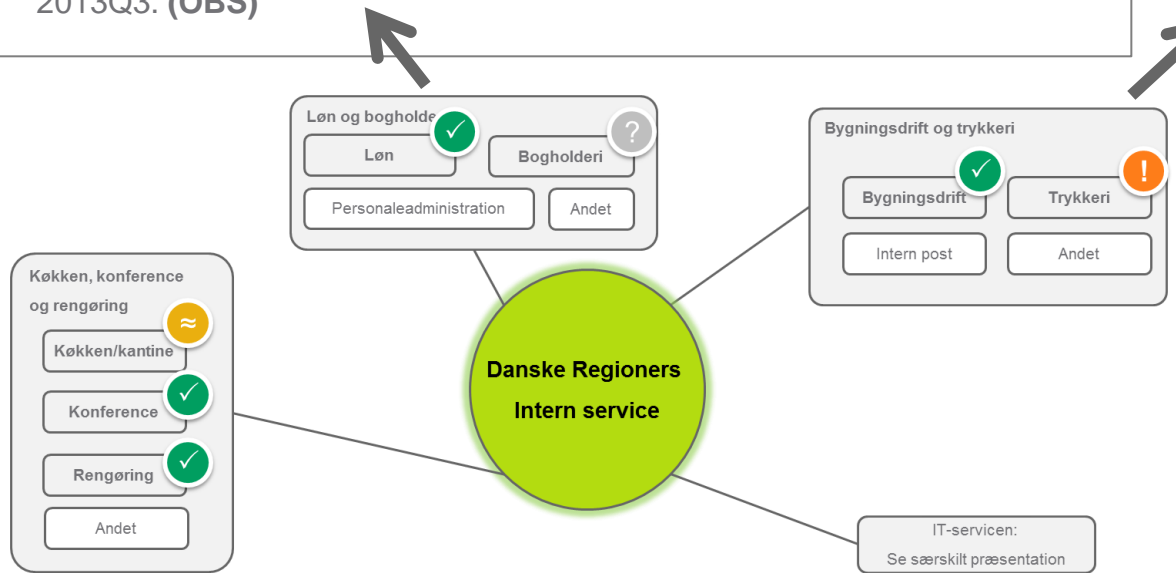 2013Q3. (OBS)
Løn og bogholde
Løn
Bogholderi
?
Personaleadministration
Andet
Bygningsdrift og trykkeri
Bygningsdrift
Trykkeri
!
Intern post
Andet
Køkken, konference
og rengøring
≈
Køkken/kantine
Konference
Rengøring
Andet
Danske Regioners
Intern service
IT-servicen:
Se særskilt præsentation